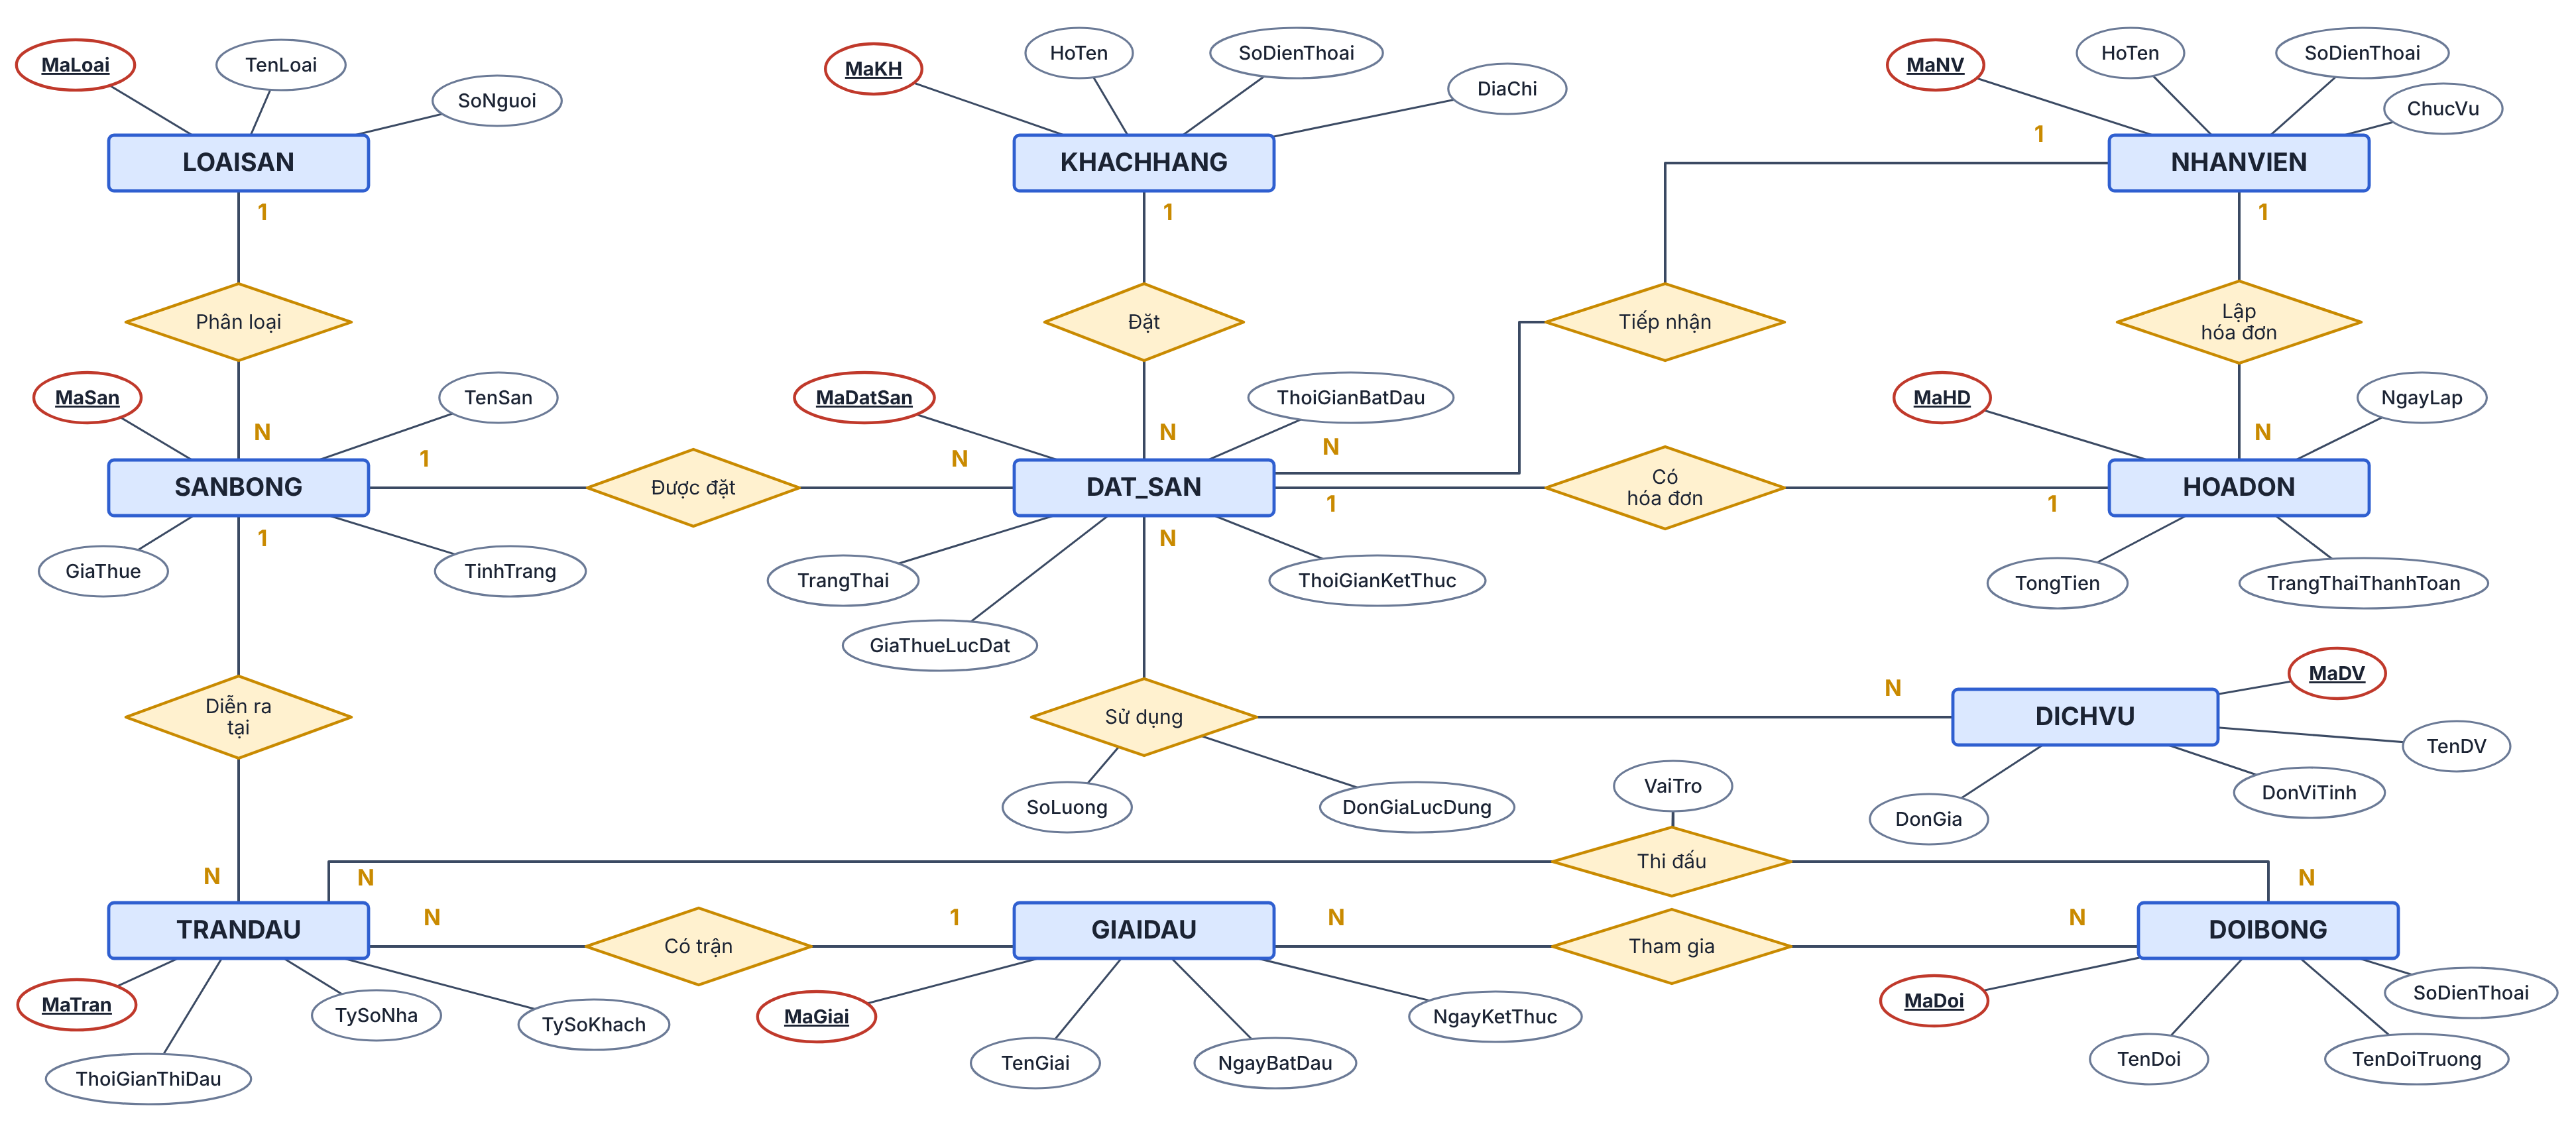 MaLoai
TenLoai
SoNguoi
LOAISAN
MaKH
HoTen
SoDienThoai
DiaChi
KHACHHANG
MaNV
HoTen
SoDienThoai
ChucVu
1
NHANVIEN
1
1
1
Phân loại
Đặt
Tiếp nhận
Lập
hóa đơn
MaSan
TenSan
N
1
SANBONG
Được đặt
N
MaDatSan
ThoiGianBatDau
N
N
DAT_SAN
1
Có
hóa đơn
MaHD
NgayLap
N
HOADON
1
1
GiaThue
TinhTrang
N
TrangThai
ThoiGianKetThuc
GiaThueLucDat
TongTien
TrangThaiThanhToan
Diễn ra
tại
Sử dụng
SoLuong
DonGiaLucDung
N
DICHVU
MaDV
TenDV
DonViTinh
DonGia
VaiTro
Thi đấu
N
N
N
TRANDAU
N
Có trận
1
GIAIDAU
N
Tham gia
N
DOIBONG
MaTran
TySoNha
TySoKhach
ThoiGianThiDau
MaGiai
TenGiai
NgayBatDau
NgayKetThuc
MaDoi
TenDoi
TenDoiTruong
SoDienThoai